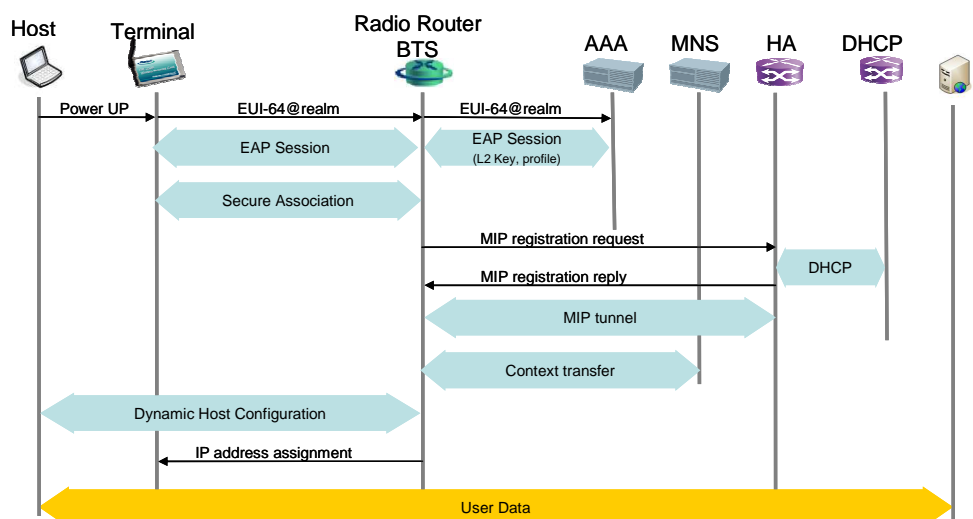 Host
Terminal
Radio Router
BTS
AAA
MNS
HA
DHCP
Power UP
EUI-64@realm
EUI-64@realm
EAP Session
EAP Session
(L2 Key, profile)
Secure Association
MIP registration request
DHCP
MIP registration reply
MIP tunnel
Context transfer
Dynamic Host Configuration
IP address assignment
User Data